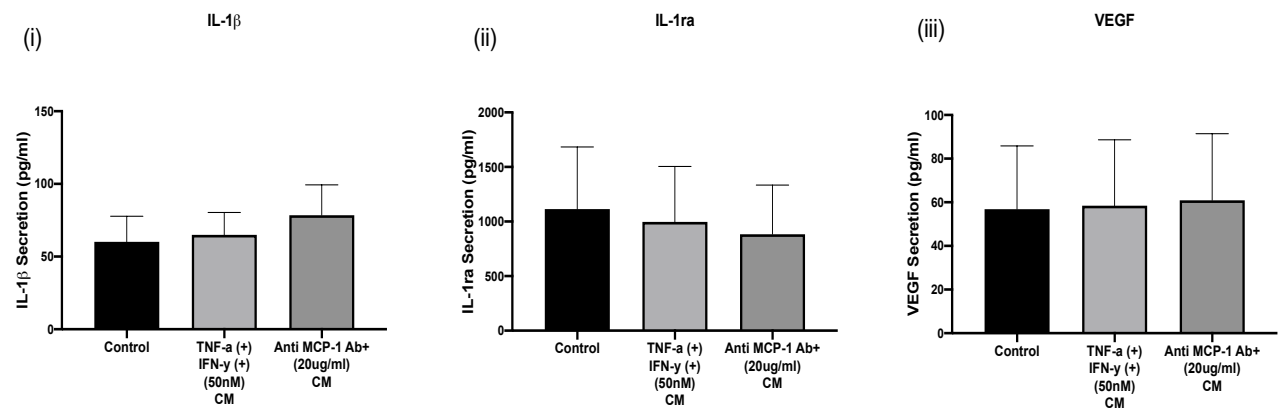 IL-1β
(i)
IL-1β Secretion (pg/ml)
150
100
50
0
Control
TNF-a (+)
IFN-y (+)
(50nM)
CM
Anti MCP-1 Ab+
(20ug/ml)
CM
IL-1ra
(ii)
IL-1ra Secretion (pg/ml)
2000
1500
1000
500
0
Control
TNF-a (+)
IFN-y (+)
(50nM)
CM
Anti MCP-1 Ab+
(20ug/ml)
CM
VEGF
(iii)
VEGF Secretion (pg/ml)
100
80
60
40
20
0
Control
TNF-a (+)
IFN-y (+)
(50nM)
CM
Anti MCP-1 Ab+
(20ug/ml)
CM